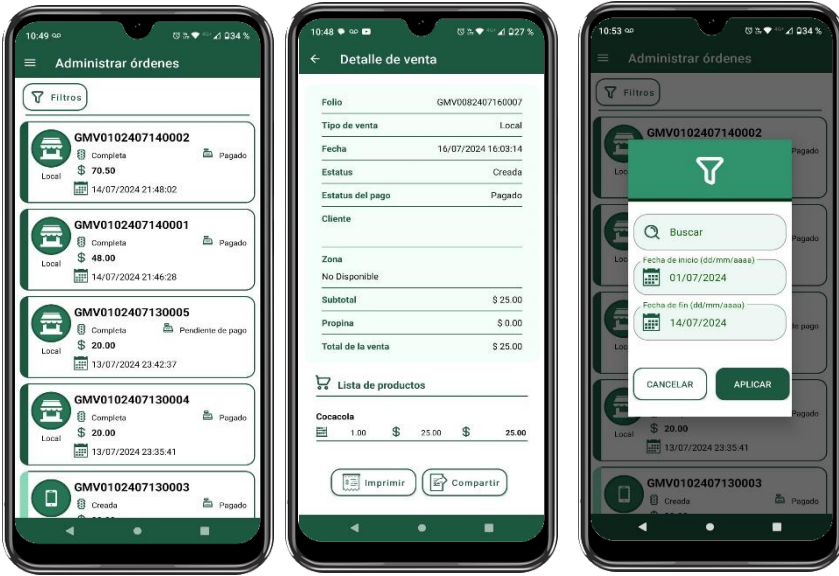 10:49 34 %
Administrar órdenes
Filtros
GMV0102407140002
Completa Pagado
$ 70.50
Local
14/07/2024 21:48:02
GMV0102407140001
Completa Pagado
$ 48.00
Local
14/07/2024 21:46:28
GMV0102407130005
Completa Pendiente de pago
$ 20.00
Local
13/07/2024 23:42:37
GMV0102407130004
Completa Pagado
$ 20.00
Local
13/07/2024 23:35:41
GMV0102407130003
Creada Pagado
10:48 27 %
Detalle de venta
Folio GMV0082407160007
Tipo de venta Local
Fecha 16/07/2024 16:03:14
Estatus Creada
Estatus del pago Pagado
Cliente
Zona
No Disponible
Subtotal $ 25.00
Propina $ 0.00
Total de la venta $ 25.00
Lista de productos
Cocacola
1.00 $ 25.00 $ 25.00
Imprimir Compartir
10:53 34 %
Administrar órdenes
Filtros
GMV0102407140002
Pagado
Buscar
Fecha de inicio (dd/mm/aaaa)
01/07/2024
Pagado
Fecha de fin (dd/mm/aaaa)
14/07/2024
de pago
CANCELAR APLICAR
Pagado
$ 20.00
Local
13/07/2024 23:35:41
GMV0102407130003
Creada Pagado